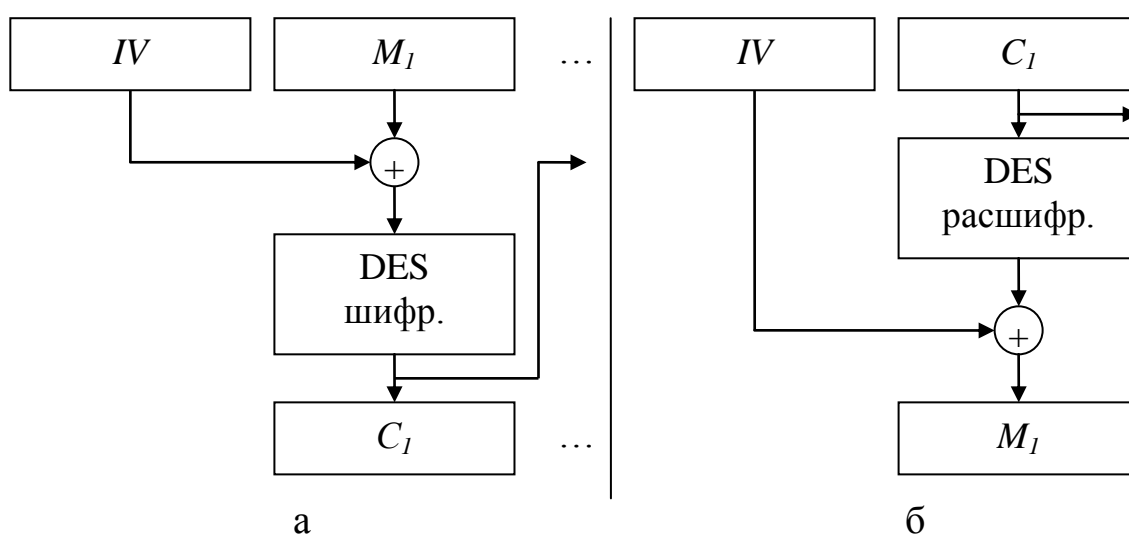 IV M₁ … IV C₁
+
DES
шифр.
DES
расшифр.
+
C₁ … M₁
а б